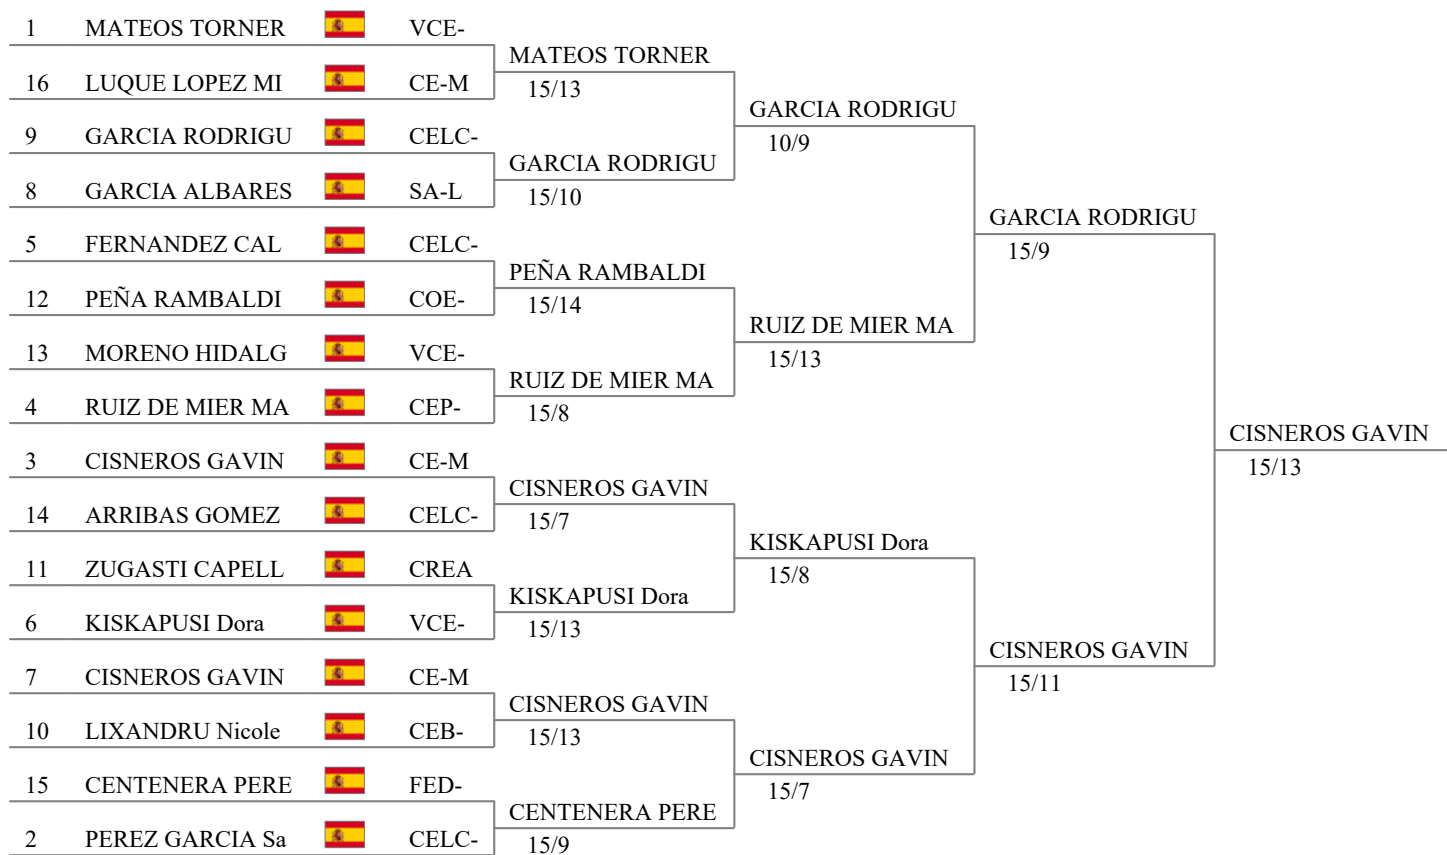 1 MATEOS TORNER VCE-
16 LUQUE LOPEZ MI CE-M
9 GARCIA RODRIGU CELC-
8 GARCIA ALBARES SA-L
5 FERNANDEZ CAL CELC-
12 PEÑA RAMBALDI COE-
13 MORENO HIDALG VCE-
4 RUIZ DE MIER MA CEP-
3 CISNEROS GAVIN CE-M
14 ARRIBAS GOMEZ CELC-
11 ZUGASTI CAPELL CREA
6 KISKAPUSI Dora VCE-
7 CISNEROS GAVIN CE-M
10 LIXANDRU Nicole CEB-
15 CENTENERA PERE FED-
2 PEREZ GARCIA Sa CELC-
MATEOS TORNER
15/13
GARCIA RODRIGU
15/10
PEÑA RAMBALDI
15/14
RUIZ DE MIER MA
15/8
CISNEROS GAVIN
15/7
KISKAPUSI Dora
15/13
CISNEROS GAVIN
15/13
CENTENERA PERE
15/9
GARCIA RODRIGU
10/9
RUIZ DE MIER MA
15/13
KISKAPUSI Dora
15/8
CISNEROS GAVIN
15/7
GARCIA RODRIGU
15/9
CISNEROS GAVIN
15/11
CISNEROS GAVIN
15/13